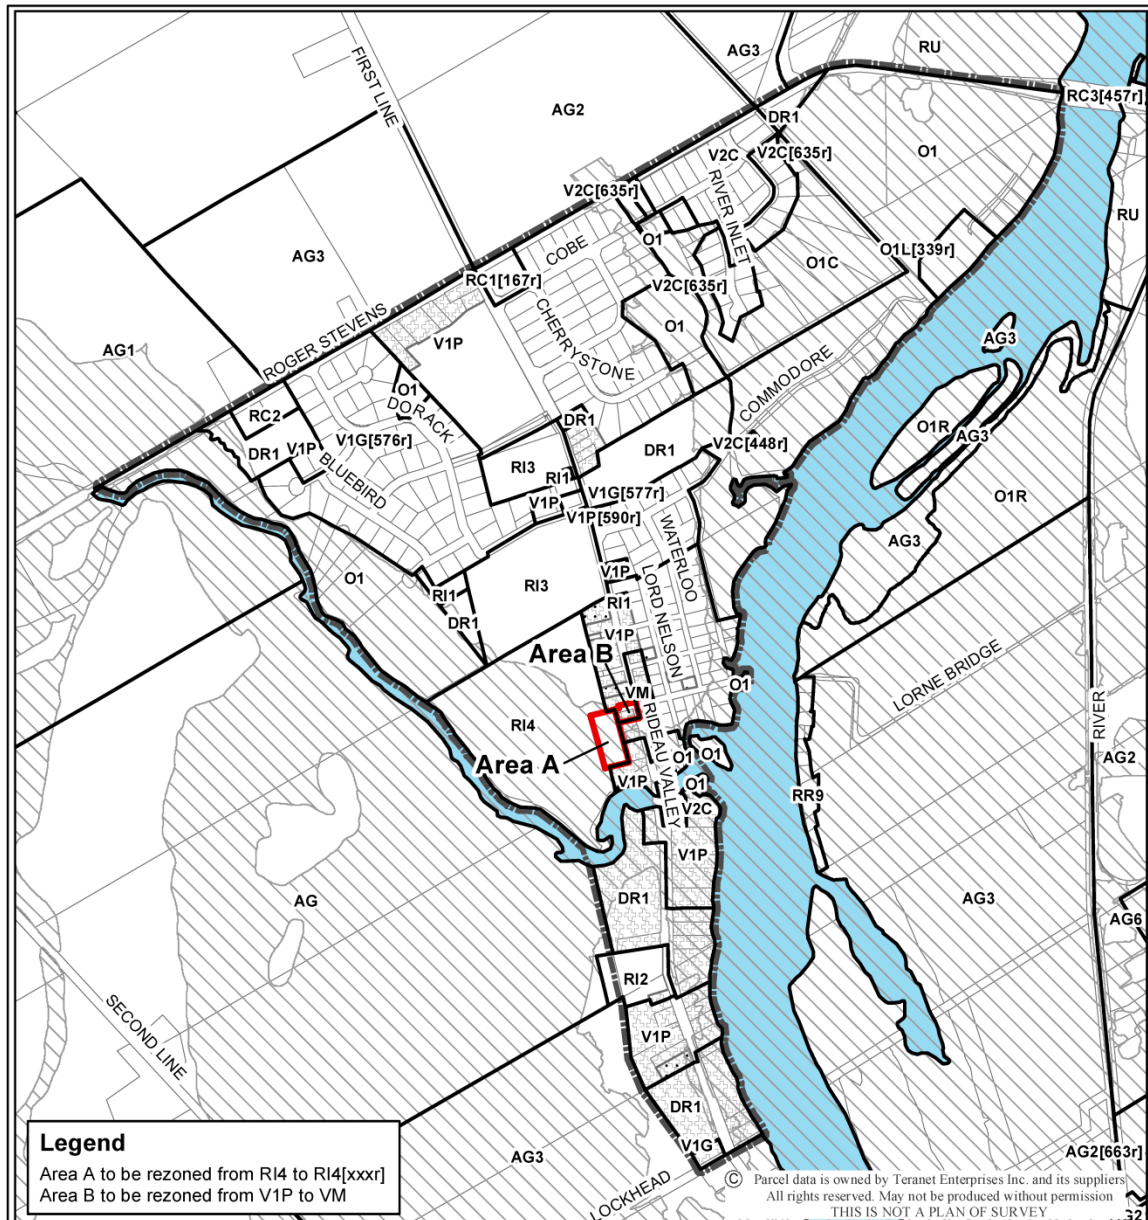 AG3
RU
FIRST LINE
AG2
RC3[457r]
DR1
V2C
V2C[635r]
O1
V2C[635r]
RIVER INLET
RU
O1
COBE
O1L[339r]
AG3
O1C
RC1[167r]
V2C[635r]
CHERRYSTONE
O1
ROGER STEVENS
V1P
AG3
AG1
COMMODORE
O1
DORACK
RC2
O1R
DR1
AG3
V1P
V1G[576r]
DR1
V2C[448r]
DR1
BLUEBIRD
RI3
RI1
V1G[577r]
O1R
V1P
V1P[590r]
WATERLOO
AG3
V1P
O1
RI3
RI1
RI1
LORD NELSON
DR1
V1P
Area B
LORNE BRIDGE
O1
VM
RIVER
RI4
RIDEAU VALLEY
O1
O1
Area A
AG2
V1P
O1
RR9
V2C
V1P
AG
DR1
AG3
AG6
RI2
SECOND LINE
V1P
DR1
Legend
Area A to be rezoned from RI4 to RI4[xxxr]
Area B to be rezoned from V1P to VM
AG3
V1G
AG2[663r]
LOCKHEAD
© Parcel data is owned by Teranet Enterprises Inc. and its suppliers
All rights reserved. May not be produced without permission
THIS IS NOT A PLAN OF SURVEY